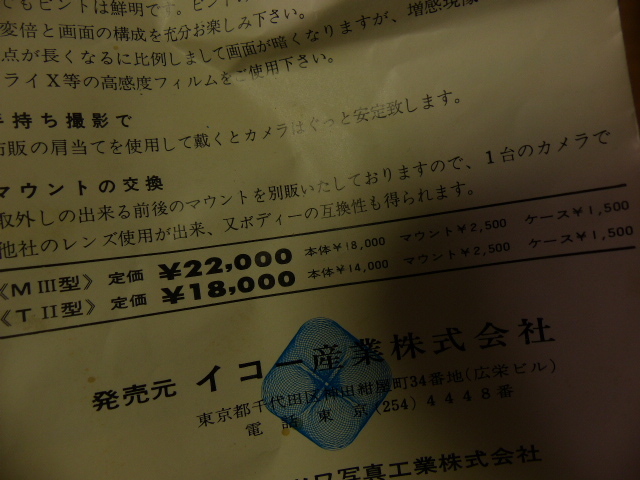 てもピントは鮮明です。
変倍と画面の構成を充分お楽しみ下さい。
点が長くなるに比例しまして画面が暗くなりますが、増感現像
ライX等の高感度フィルムをご使用下さい。
手持ち撮影で
市販の肩当てを使用して戴くとカメラはぐっと安定致します。
マウントの交換
取外しの出来る前後のマウントを別販いたしておりますので、1台のカメラで
他社のレンズ使用が出来、又ボディーの互換性も得られます。
《M III型》 定価 ¥22,000 本体¥18,000 マウント¥2,500 ケース¥1,500
《T II型》 定価 ¥18,000 本体¥14,000 マウント¥2,500 ケース¥1,500
発売元 イコー産業株式会社
東京都千代田区神田紺屋町34番地(広栄ビル)
電話 東京(254)4448番
写真工業株式会社